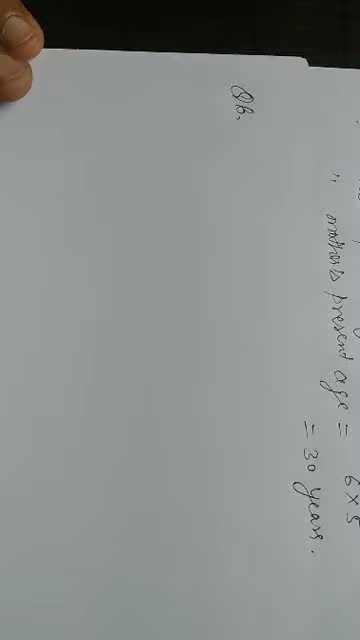 ∴ mother's present age = 6 × 5
= 30 years.
Q6.